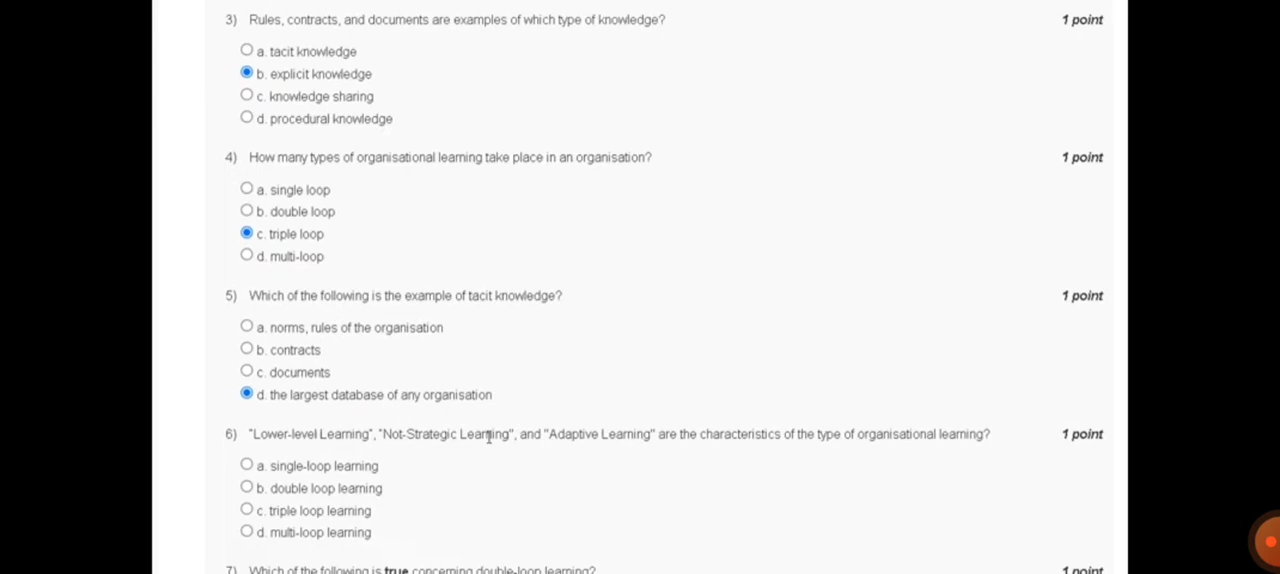 3) Rules, contracts, and documents are examples of which type of knowledge? 1 point
a. tacit knowledge
b. explicit knowledge
c. knowledge sharing
d. procedural knowledge
4) How many types of organisational learning take place in an organisation? 1 point
a. single loop
b. double loop
c. triple loop
d. multi-loop
5) Which of the following is the example of tacit knowledge? 1 point
a. norms, rules of the organisation
b. contracts
c. documents
d. the largest database of any organisation
6) "Lower-level Learning", "Not-Strategic Learning", and "Adaptive Learning" are the characteristics of the type of organisational learning? 1 point
a. single-loop learning
b. double loop learning
c. triple loop learning
d. multi-loop learning
7) Which of the following is true concerning double-loop learning? 1 point